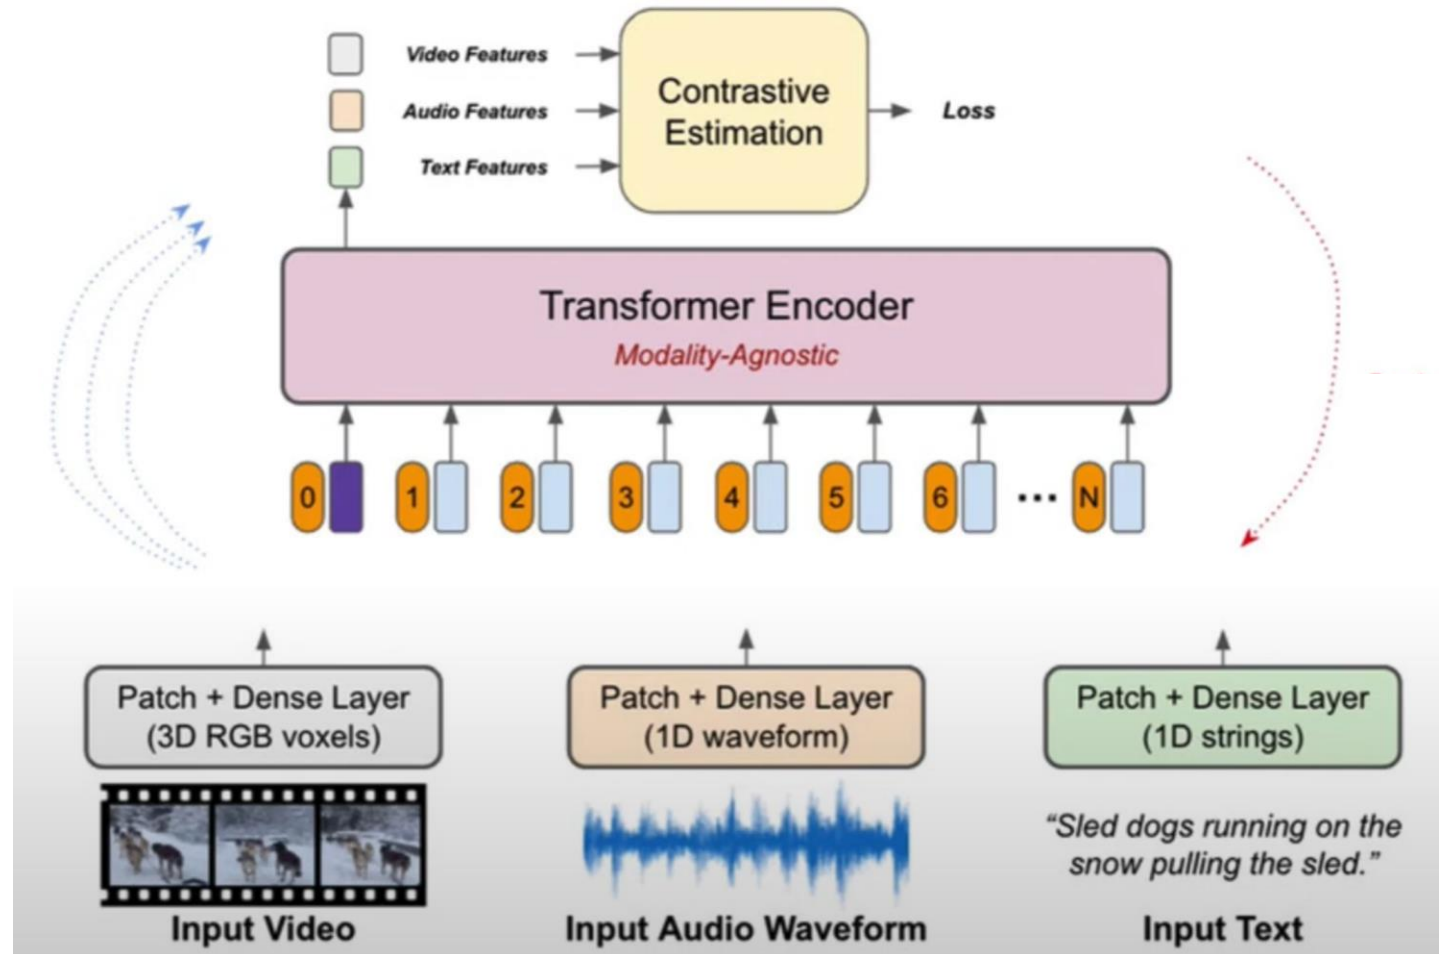 Video Features
Audio Features
Text Features
Contrastive
Estimation
Loss
Transformer Encoder
Modality-Agnostic
0 1 2 3 4 5 6 ... N
Patch + Dense Layer
(3D RGB voxels)
Patch + Dense Layer
(1D waveform)
Patch + Dense Layer
(1D strings)
“Sled dogs running on the
snow pulling the sled.”
Input Video
Input Audio Waveform
Input Text